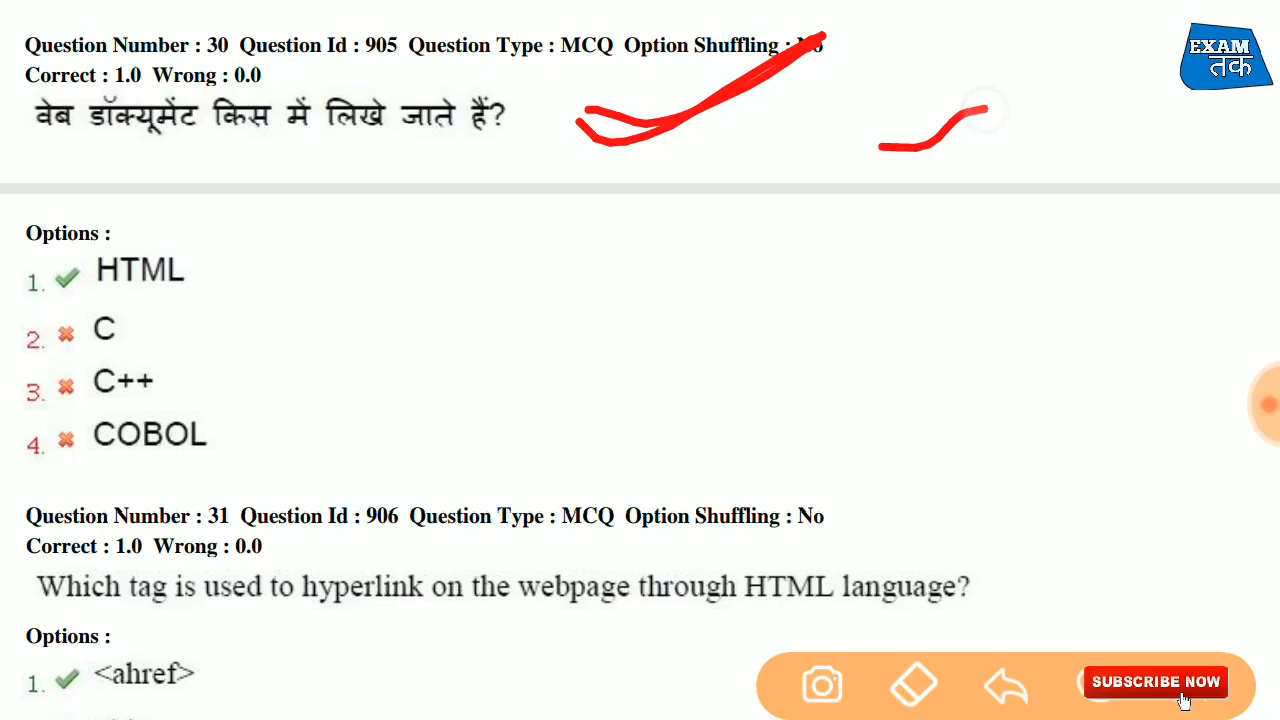 Question Number : 30 Question Id : 905 Question Type : MCQ Option Shuffling : No
Correct : 1.0 Wrong : 0.0
EXAM
तक
वेब डॉक्यूमेंट किस में लिखे जाते हैं?
Options :
1. HTML
2. C
3. C++
4. COBOL
Question Number : 31 Question Id : 906 Question Type : MCQ Option Shuffling : No
Correct : 1.0 Wrong : 0.0
Which tag is used to hyperlink on the webpage through HTML language?
Options :
1. <ahref>
SUBSCRIBE NOW